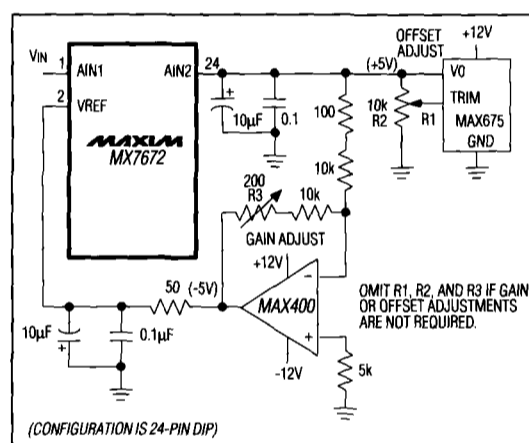 OFFSET
ADJUST
+12V
VIN
1
AIN1
AIN2
24
(+5V)
VO
2
VREF
TRIM
MAX675
GND
10k
R2
R1
MAXIM
MX7672
+
10µF
0.1
100
10k
200
R3
10k
GAIN ADJUST
+12V
50
(-5V)
−
MAX400
+
-12V
5k
OMIT R1, R2, AND R3 IF GAIN
OR OFFSET ADJUSTMENTS
ARE NOT REQUIRED.
10µF
+
0.1µF
(CONFIGURATION IS 24-PIN DIP)